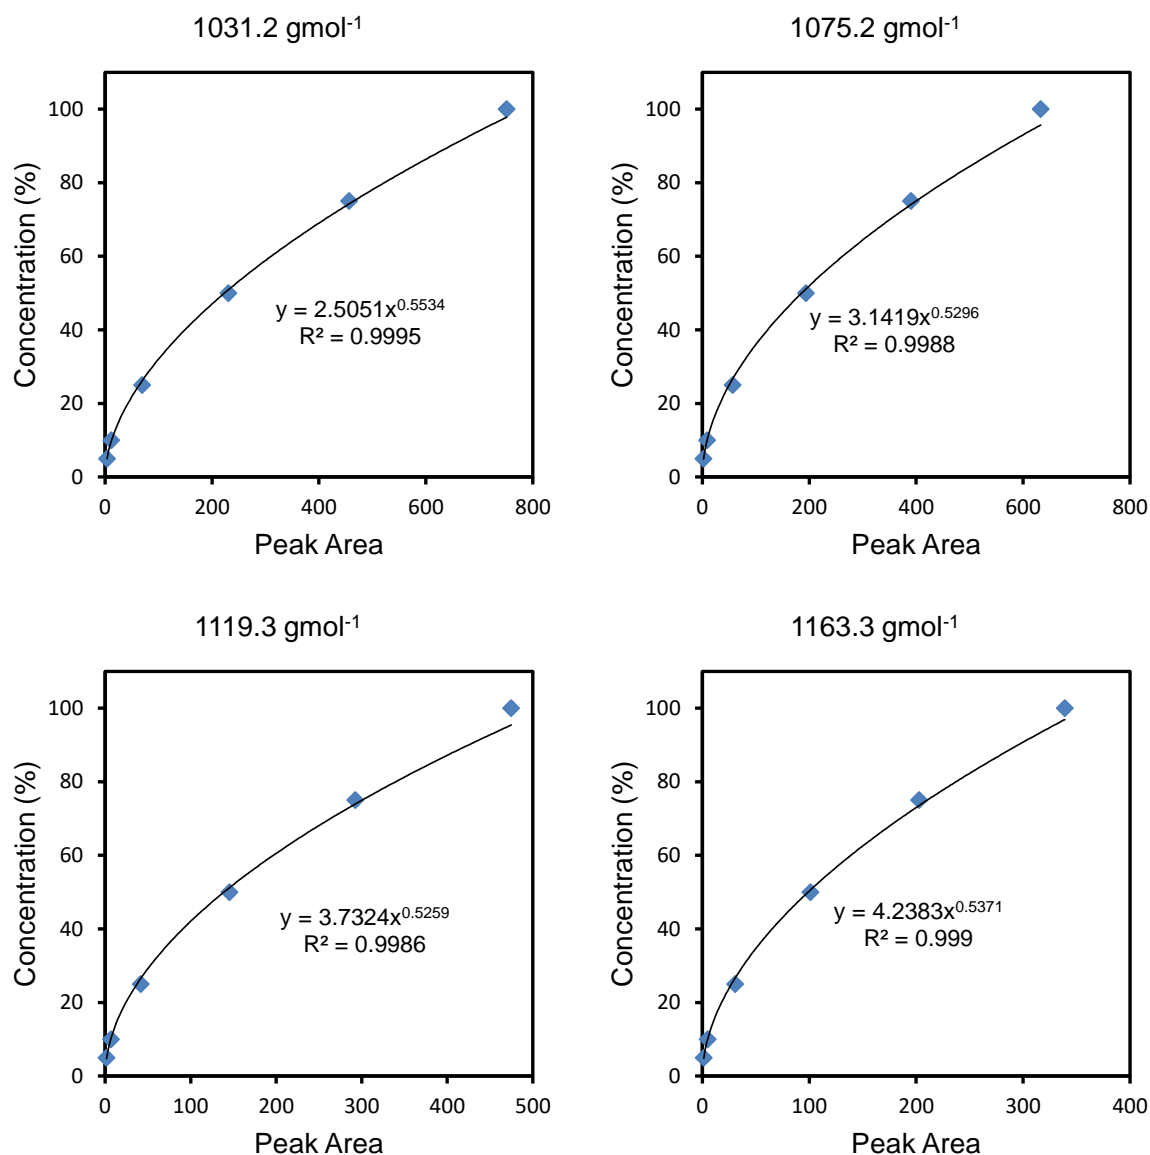 1031.2 gmol⁻¹
100
80
60
40
20
0
Concentration (%)
y = 2.5051x⁰·⁵⁵³⁴
R² = 0.9995
0 200 400 600 800
Peak Area
1075.2 gmol⁻¹
100
80
60
40
20
0
Concentration (%)
y = 3.1419x⁰·⁵²⁹⁶
R² = 0.9988
0 200 400 600 800
Peak Area
1119.3 gmol⁻¹
100
80
60
40
20
0
Concentration (%)
y = 3.7324x⁰·⁵²⁵⁹
R² = 0.9986
0 100 200 300 400 500
Peak Area
1163.3 gmol⁻¹
100
80
60
40
20
0
Concentration (%)
y = 4.2383x⁰·⁵³⁷¹
R² = 0.999
0 100 200 300 400
Peak Area